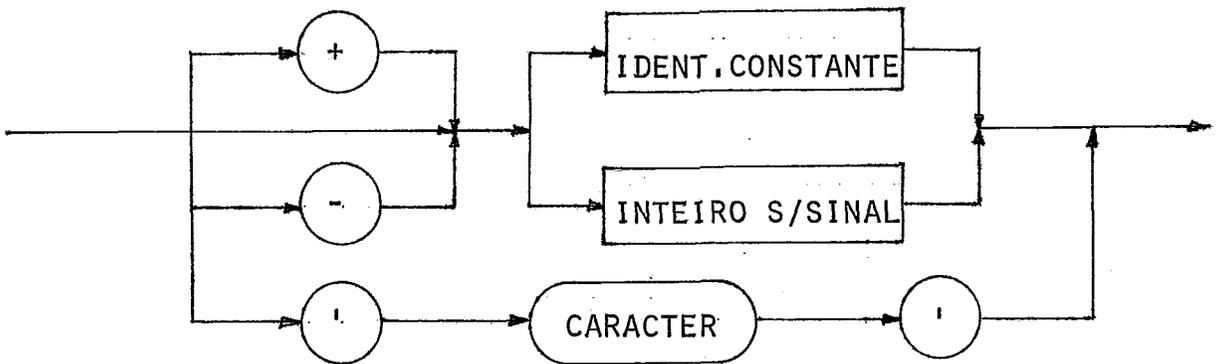 +
IDENT.CONSTANTE
-
INTEIRO S/SINAL
' CARACTER '